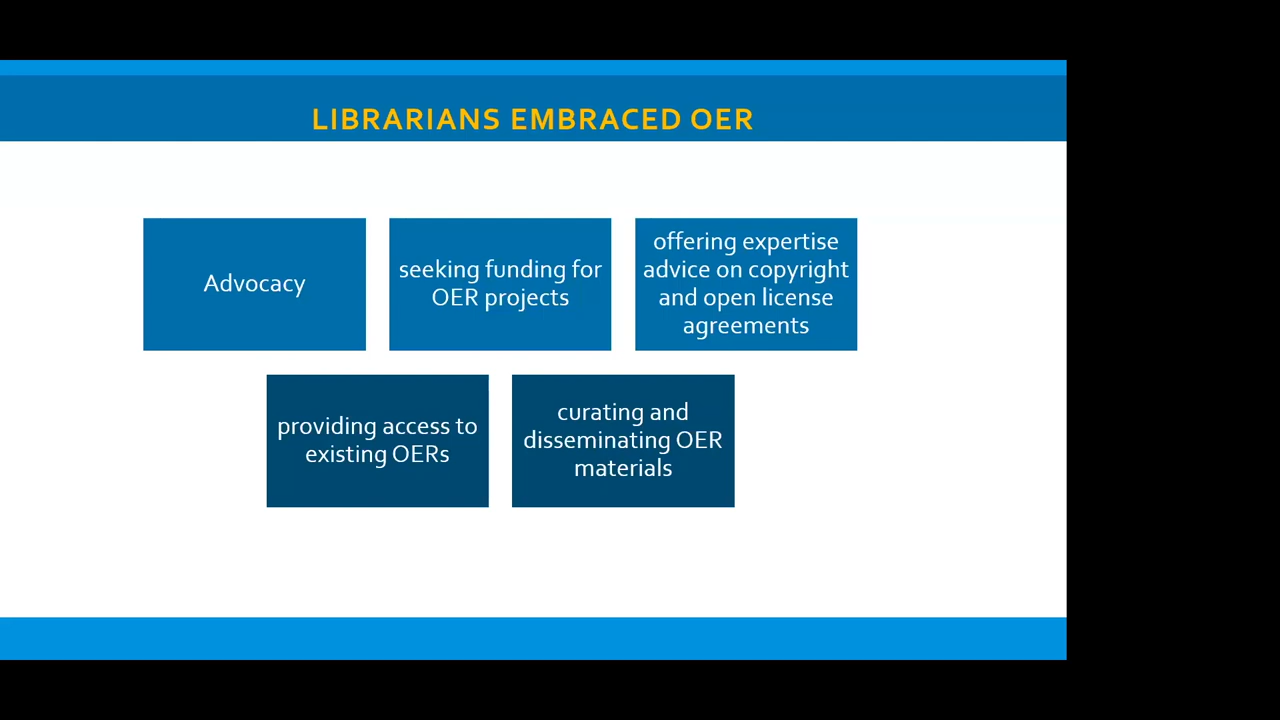 LIBRARIANS EMBRACED OER
Advocacy
seeking funding for
OER projects
offering expertise
advice on copyright
and open license
agreements
providing access to
existing OERs
curating and
disseminating OER
materials